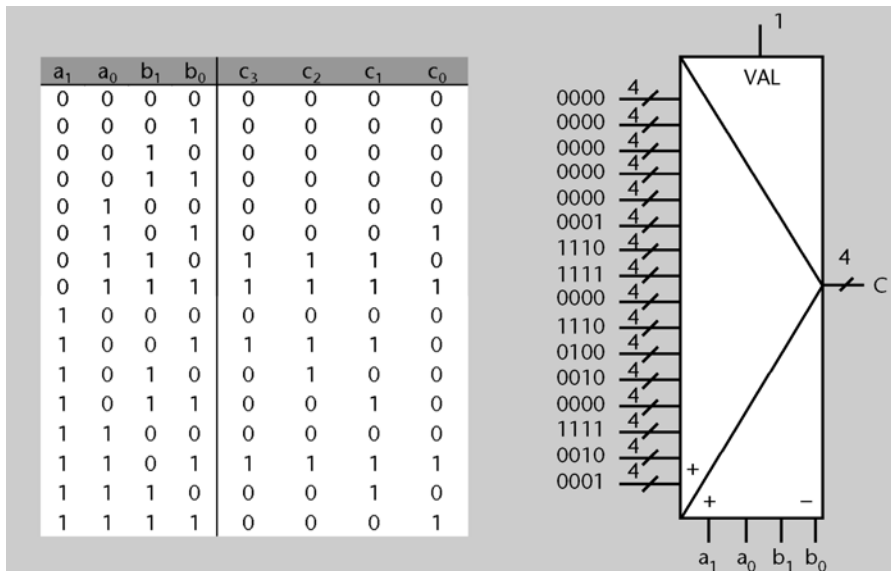 a1 a0 b1 b0 c3 c2 c1 c0
0 0 0 0 0 0 0 0
0 0 0 1 0 0 0 0
0 0 1 0 0 0 0 0
0 0 1 1 0 0 0 0
0 1 0 0 0 0 0 0
0 1 0 1 0 0 0 1
0 1 1 0 1 1 1 0
0 1 1 1 1 1 1 1
1 0 0 0 0 0 0 0
1 0 0 1 1 1 1 0
1 0 1 0 0 1 0 0
1 0 1 1 0 0 1 0
1 1 0 0 0 0 0 0
1 1 0 1 1 1 1 1
1 1 1 0 0 0 1 0
1 1 1 1 0 0 0 1
1
VAL
0000 4
0000 4
0000 4
0000 4
0000 4
0001 4
1110 4
1111 4
0000 4
1110 4
0100 4
0010 4
0000 4
1111 4
0010 4
0001 4
4
C
+
+ −
a1 a0 b1 b0